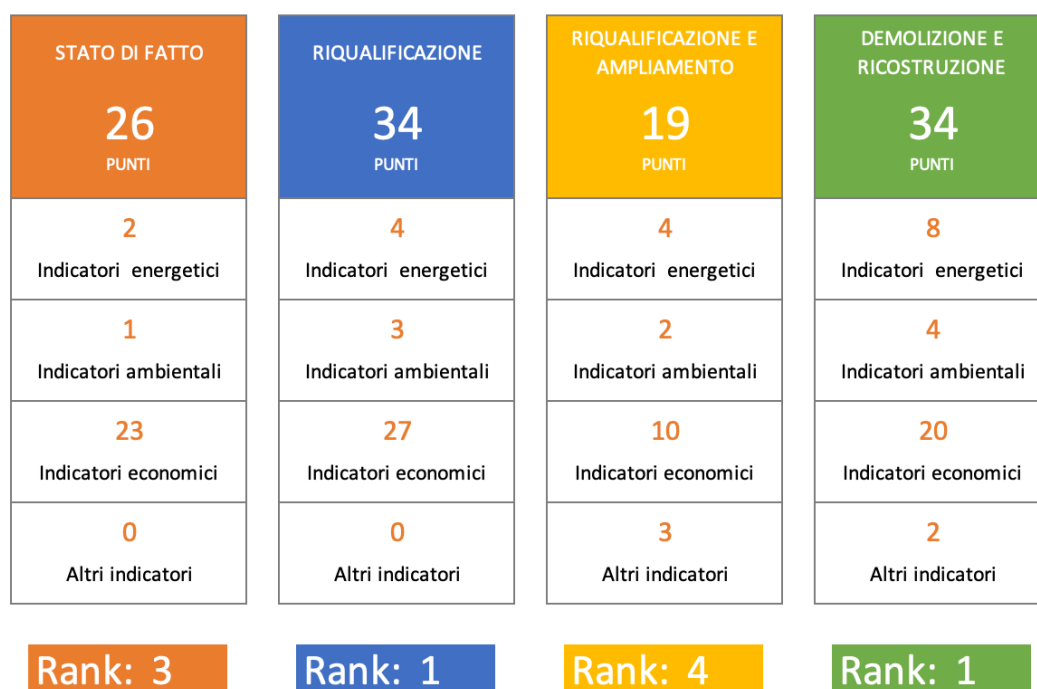 STATO DI FATTO
26
PUNTI
2
Indicatori energetici
1
Indicatori ambientali
23
Indicatori economici
0
Altri indicatori
Rank: 3
RIQUALIFICAZIONE
34
PUNTI
4
Indicatori energetici
3
Indicatori ambientali
27
Indicatori economici
0
Altri indicatori
Rank: 1
RIQUALIFICAZIONE E
AMPLIAMENTO
19
PUNTI
4
Indicatori energetici
2
Indicatori ambientali
10
Indicatori economici
3
Altri indicatori
Rank: 4
DEMOLIZIONE E
RICOSTRUZIONE
34
PUNTI
8
Indicatori energetici
4
Indicatori ambientali
20
Indicatori economici
2
Altri indicatori
Rank: 1